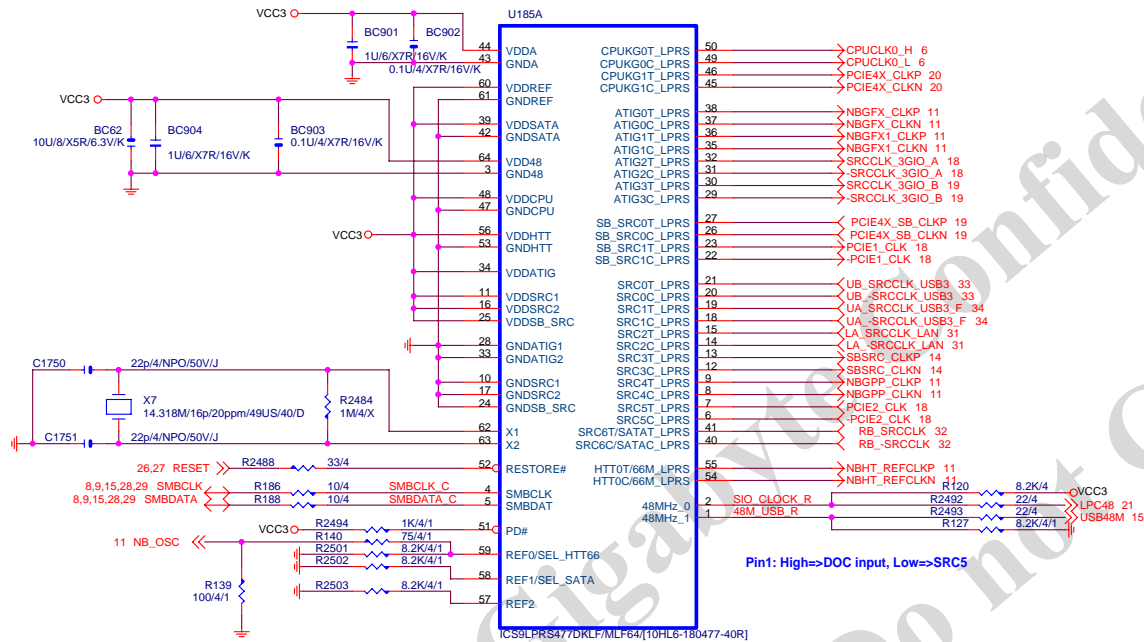 U185A
VCC3
BC901
1U/6/X7R/16V/K
BC902
0.1U/4/X7R/16V/K
VCC3
BC62
10U/8/X5R/6.3V/K
BC904
1U/6/X7R/16V/K
BC903
0.1U/4/X7R/16V/K
VCC3
44 VDDA
43 GNDA
60 VDDREF
61 GNDREF
39 VDDSATA
42 GNDSATA
64 VDD48
3 GND48
48 VDDCPU
47 GNDCPU
56 VDDHTT
53 GNDHTT
34 VDDATIG
11 VDDSRC1
16 VDDSRC2
25 VDDSB_SRC
28 GNDATIG1
33 GNDATIG2
10 GNDSRC1
17 GNDSRC2
24 GNDSB_SRC
C1750 22p/4/NPO/50V/J
X7
14.318M/16p/20ppm/49US/40/D
R2484
1M/4/X
C1751 22p/4/NPO/50V/J
62 X1
63 X2
26,27 RESET R2488 33/4 52 RESTORE#
8,9,15,28,29 SMBCLK R186 10/4 SMBCLK_C 4 SMBCLK
8,9,15,28,29 SMBDATA R188 10/4 SMBDATA_C 5 SMBDAT
VCC3 R2494 1K/4/1 51 PD#
11 NB_OSC R140 75/4/1 59 REF0/SEL_HTT66
R2501 8.2K/4/1
R2502 8.2K/4/1 58 REF1/SEL_SATA
R2503 8.2K/4/1 57 REF2
R139
100/4/1
CPUKG0T_LPRS 50 CPUCLK0_H 6
CPUKG0C_LPRS 49 CPUCLK0_L 6
CPUKG1T_LPRS 46 PCIE4X_CLKP 20
CPUKG1C_LPRS 45 PCIE4X_CLKN 20
ATIG0T_LPRS 38 NBGFX_CLKP 11
ATIG0C_LPRS 37 NBGFX_CLKN 11
ATIG1T_LPRS 36 NBGFX1_CLKP 11
ATIG1C_LPRS 35 NBGFX1_CLKN 11
ATIG2T_LPRS 32 SRCCLK_3GIO_A 18
ATIG2C_LPRS 31 -SRCCLK_3GIO_A 18
ATIG3T_LPRS 30 SRCCLK_3GIO_B 19
ATIG3C_LPRS 29 -SRCCLK_3GIO_B 19
SB_SRC0T_LPRS 27 PCIE4X_SB_CLKP 19
SB_SRC0C_LPRS 26 PCIE4X_SB_CLKN 19
SB_SRC1T_LPRS 23 PCIE1_CLK 18
SB_SRC1C_LPRS 22 -PCIE1_CLK 18
SRC0T_LPRS 21 UB_SRCCLK_USB3 33
SRC0C_LPRS 20 UB_-SRCCLK_USB3 33
SRC1T_LPRS 19 UA_SRCCLK_USB3_F 34
SRC1C_LPRS 18 UA_-SRCCLK_USB3_F 34
SRC2T_LPRS 15 LA_SRCCLK_LAN 31
SRC2C_LPRS 14 LA_-SRCCLK_LAN 31
SRC3T_LPRS 13 SBSRC_CLKP 14
SRC3C_LPRS 12 SBSRC_CLKN 14
SRC4T_LPRS 9 NBGPP_CLKP 11
SRC4C_LPRS 8 NBGPP_CLKN 11
SRC5T_LPRS 7 PCIE2_CLK 18
SRC5C_LPRS 6 -PCIE2_CLK 18
SRC6T/SATAT_LPRS 41 RB_SRCCLK 32
SRC6C/SATAC_LPRS 40 RB_-SRCCLK 32
HTT0T/66M_LPRS 55 NBHT_REFCLKP 11
HTT0C/66M_LPRS 54 NBHT_REFCLKN 11
R120 8.2K/4 VCC3
48MHz_0 2 SIO_CLOCK_R R2492 22/4 LPC48 21
48MHz_1 1 48M_USB_R R2493 22/4 USB48M 15
R127 8.2K/4/1
Pin1: High=>DOC input, Low=>SRC5
ICS9LPRS477DKLF/MLF64/[10HL6-180477-40R]
Gigabyte Confide
Do not C